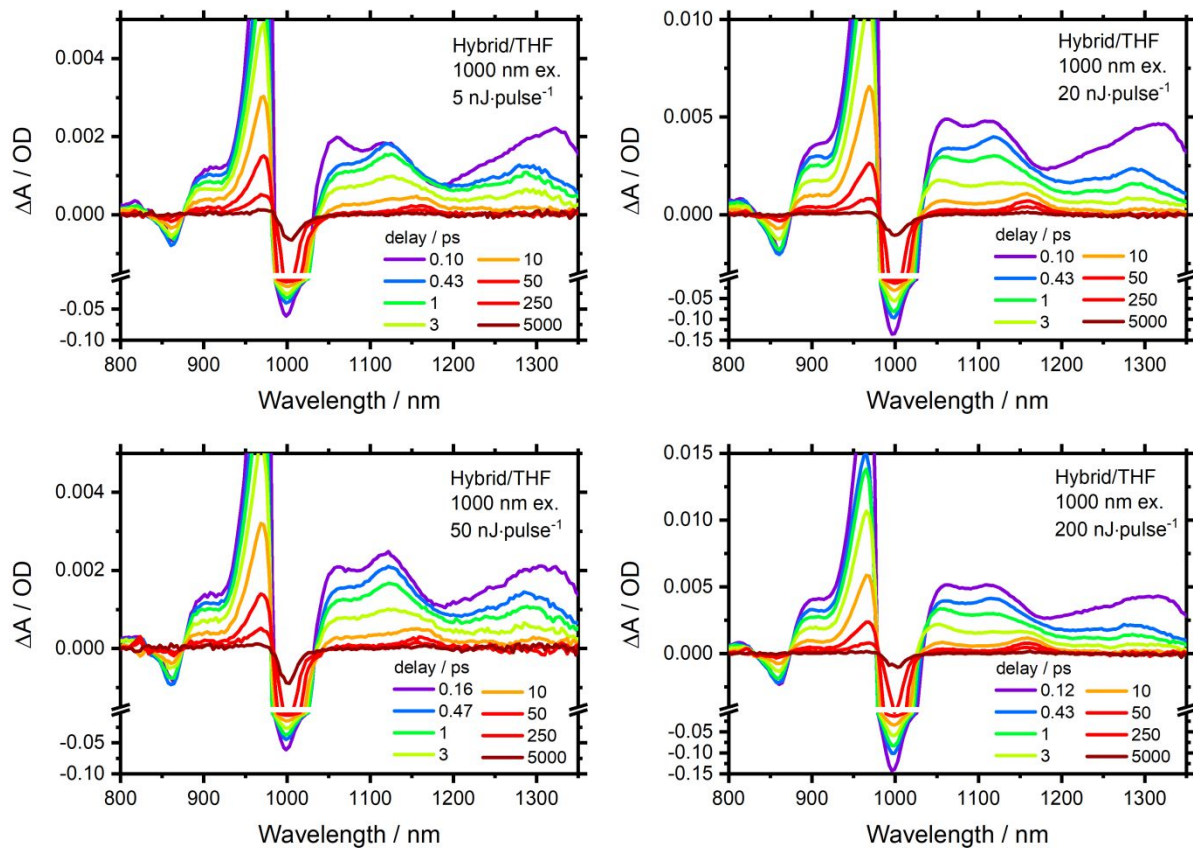 Hybrid/THF
1000 nm ex.
5 nJ·pulse⁻¹
ΔA / OD
0.004
0.002
0.000
-0.05
-0.10
delay / ps
0.10 10
0.43 50
1 250
3 5000
800 900 1000 1100 1200 1300
Wavelength / nm
Hybrid/THF
1000 nm ex.
20 nJ·pulse⁻¹
ΔA / OD
0.010
0.005
0.000
-0.05
-0.10
-0.15
delay / ps
0.10 10
0.43 50
1 250
3 5000
800 900 1000 1100 1200 1300
Wavelength / nm
Hybrid/THF
1000 nm ex.
50 nJ·pulse⁻¹
ΔA / OD
0.004
0.002
0.000
-0.05
-0.10
delay / ps
0.16 10
0.47 50
1 250
3 5000
800 900 1000 1100 1200 1300
Wavelength / nm
Hybrid/THF
1000 nm ex.
200 nJ·pulse⁻¹
ΔA / OD
0.015
0.010
0.005
0.000
-0.05
-0.10
-0.15
delay / ps
0.12 10
0.43 50
1 250
3 5000
800 900 1000 1100 1200 1300
Wavelength / nm